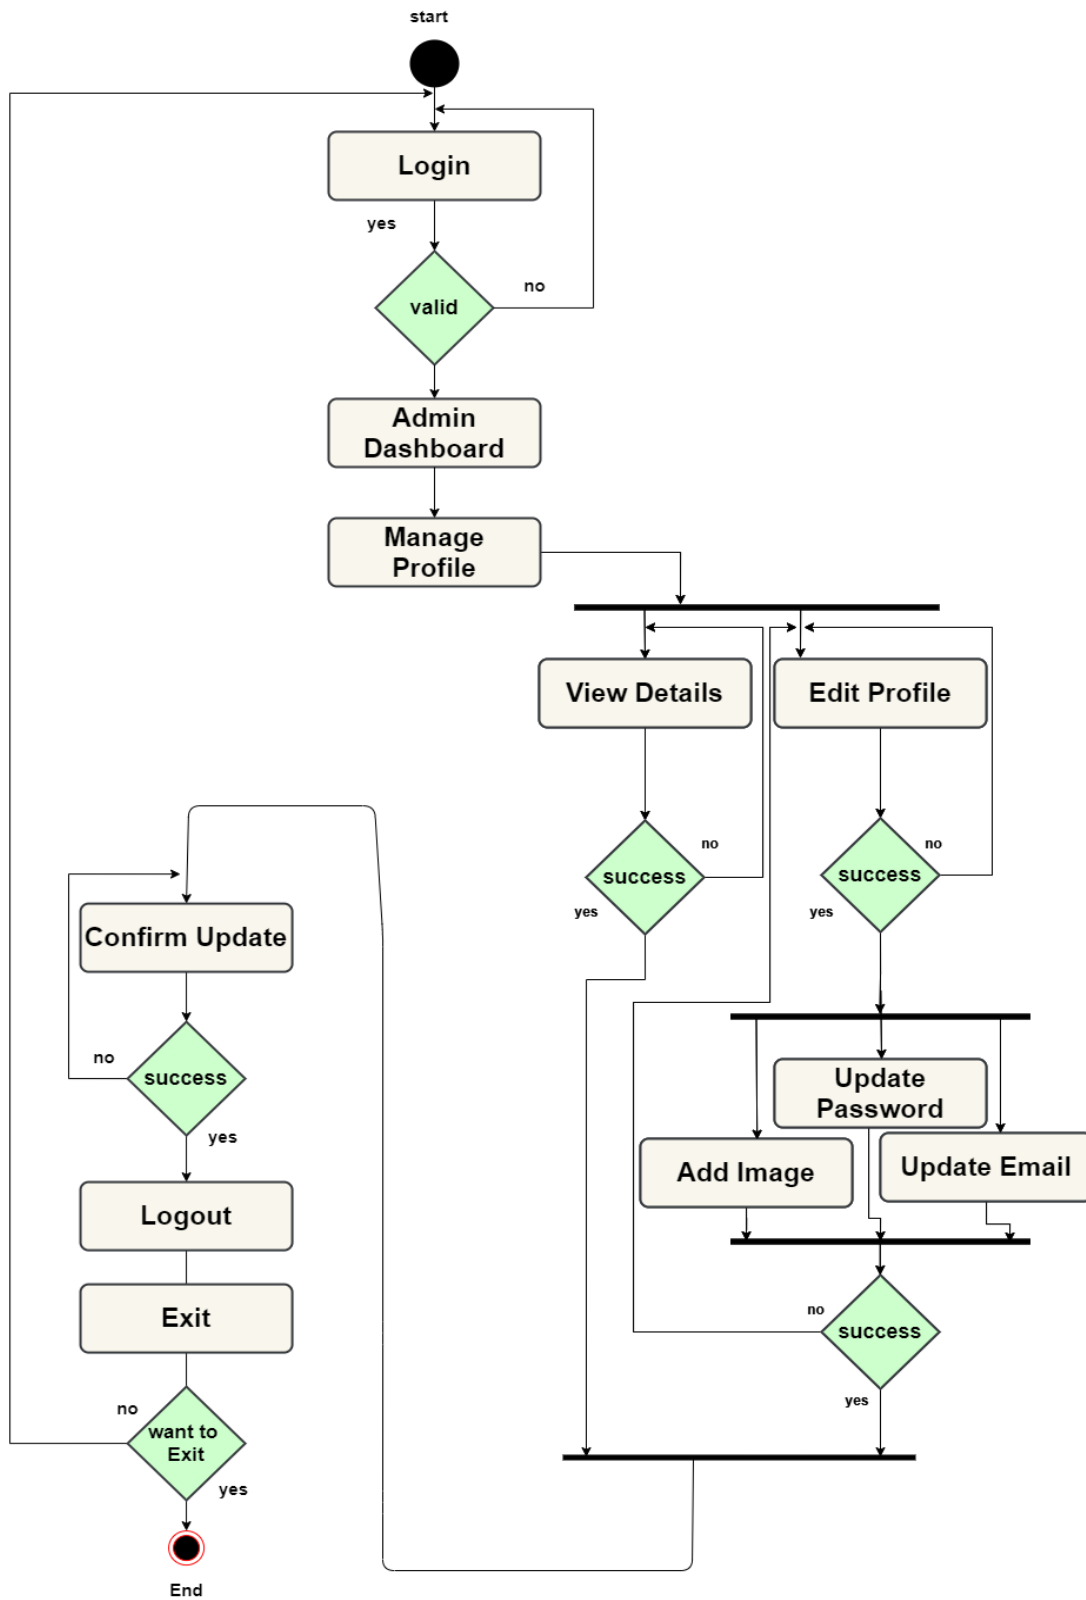 start
Login
yes
no
valid
Admin
Dashboard
Manage
Profile
View Details
Edit Profile
no
no
success
success
yes
yes
Confirm Update
no
success
yes
Update
Password
Add Image
Update Email
Logout
Exit
no
success
yes
no
want to
Exit
yes
End